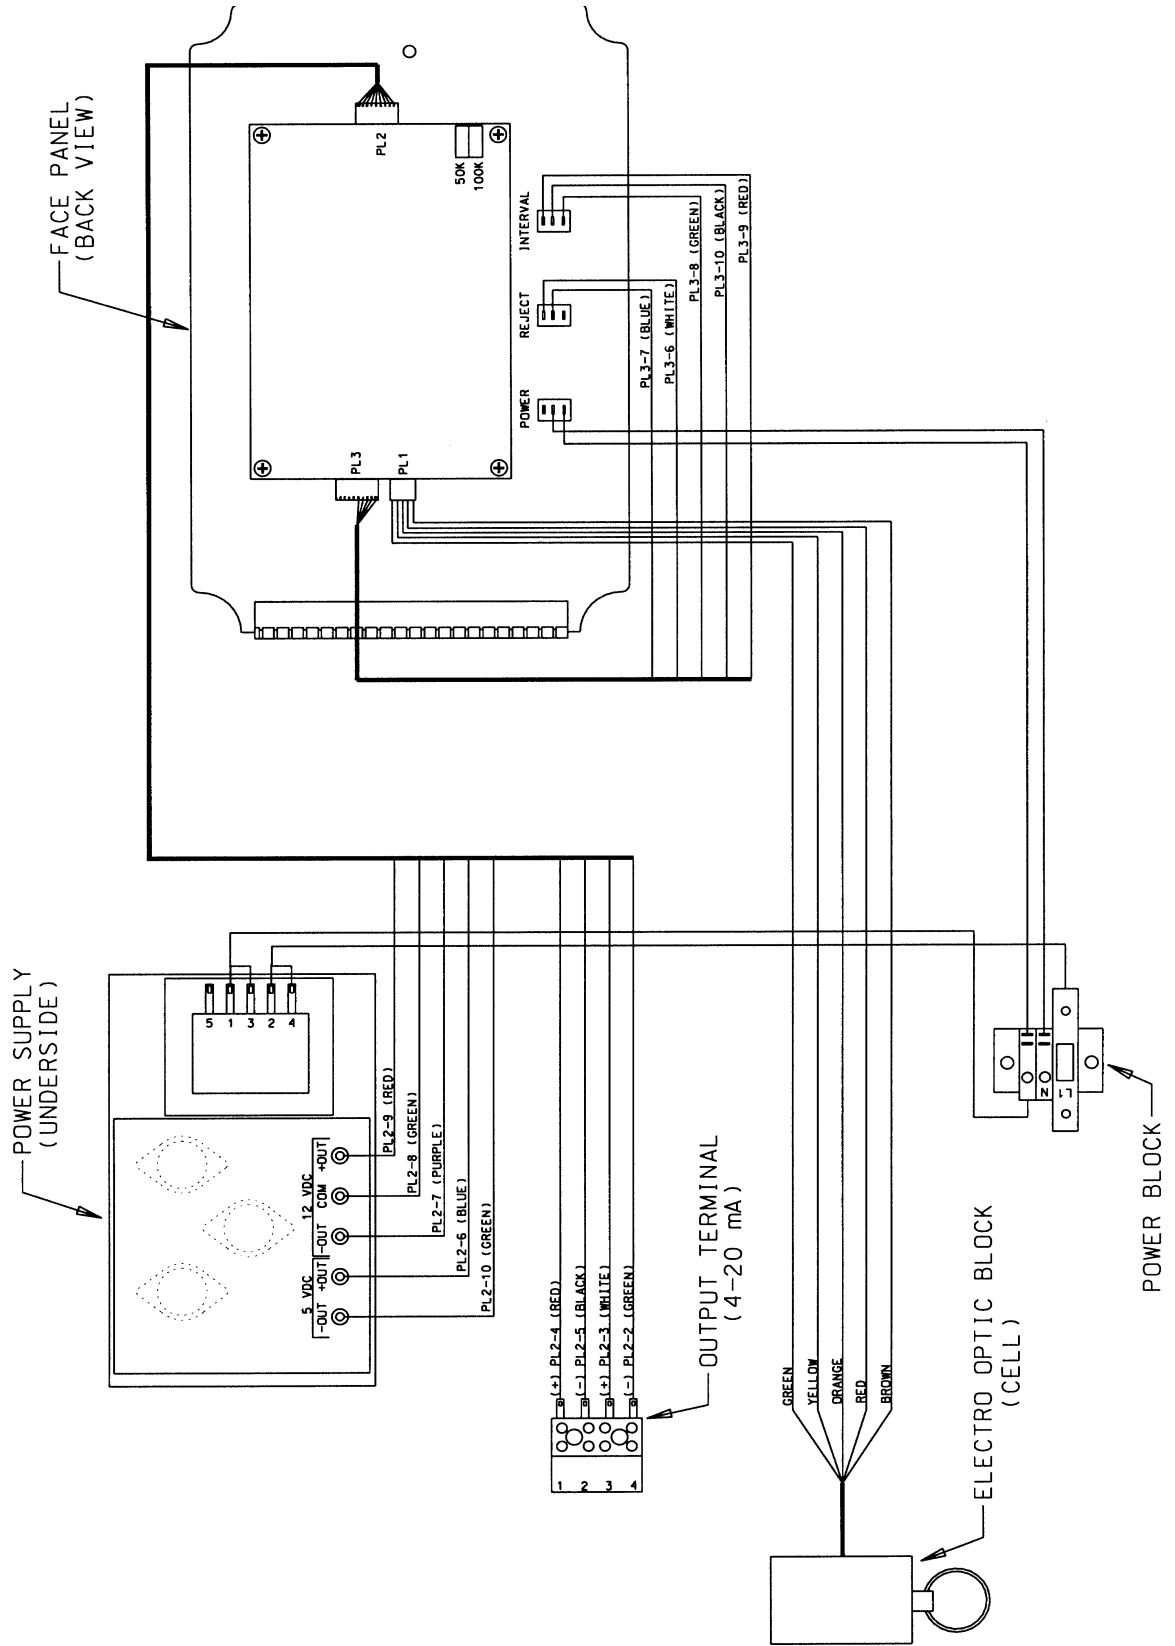 FACE PANEL
(BACK VIEW)
PL2
50K
100K
INTERVAL
REJECT
POWER
PL3
PL1
PL3-7 (BLUE)
PL3-6 (WHITE)
PL3-8 (GREEN)
PL3-10 (BLACK)
PL3-9 (RED)
POWER SUPPLY
(UNDERSIDE)
5
1
3
2
4
5 VDC
12 VDC
-OUT
+OUT
-OUT
COM
+OUT
PL2-9 (RED)
PL2-8 (GREEN)
PL2-7 (PURPLE)
PL2-6 (BLUE)
PL2-10 (GREEN)
(+) PL2-4 (RED)
(-) PL2-5 (BLACK)
(+) PL2-3 (WHITE)
(-) PL2-2 (GREEN)
1
2
3
4
OUTPUT TERMINAL
(4-20 mA)
GREEN
YELLOW
ORANGE
RED
BROWN
ELECTRO OPTIC BLOCK
(CELL)
N
L1
POWER BLOCK